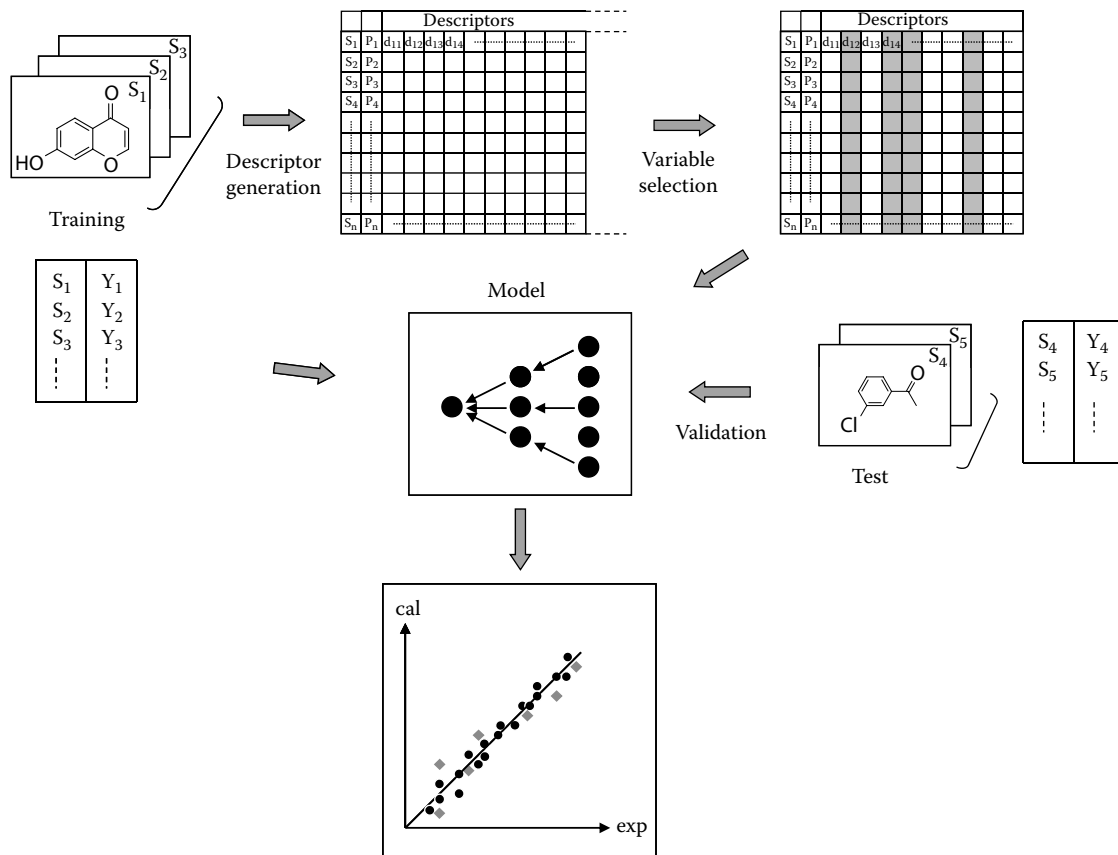 S3
S2
S1
O
HO
O
Training
Descriptor
generation
Descriptors
S1 P1 d11 d12 d13 d14
S2 P2
S3 P3
S4 P4
Sn Pn
Variable
selection
Descriptors
S1 P1 d11 d12 d13 d14
S2 P2
S3 P3
S4 P4
Sn Pn
S1 Y1
S2 Y2
S3 Y3
Model
Validation
S5
S4
O
Cl
Test
S4 Y4
S5 Y5
cal
exp